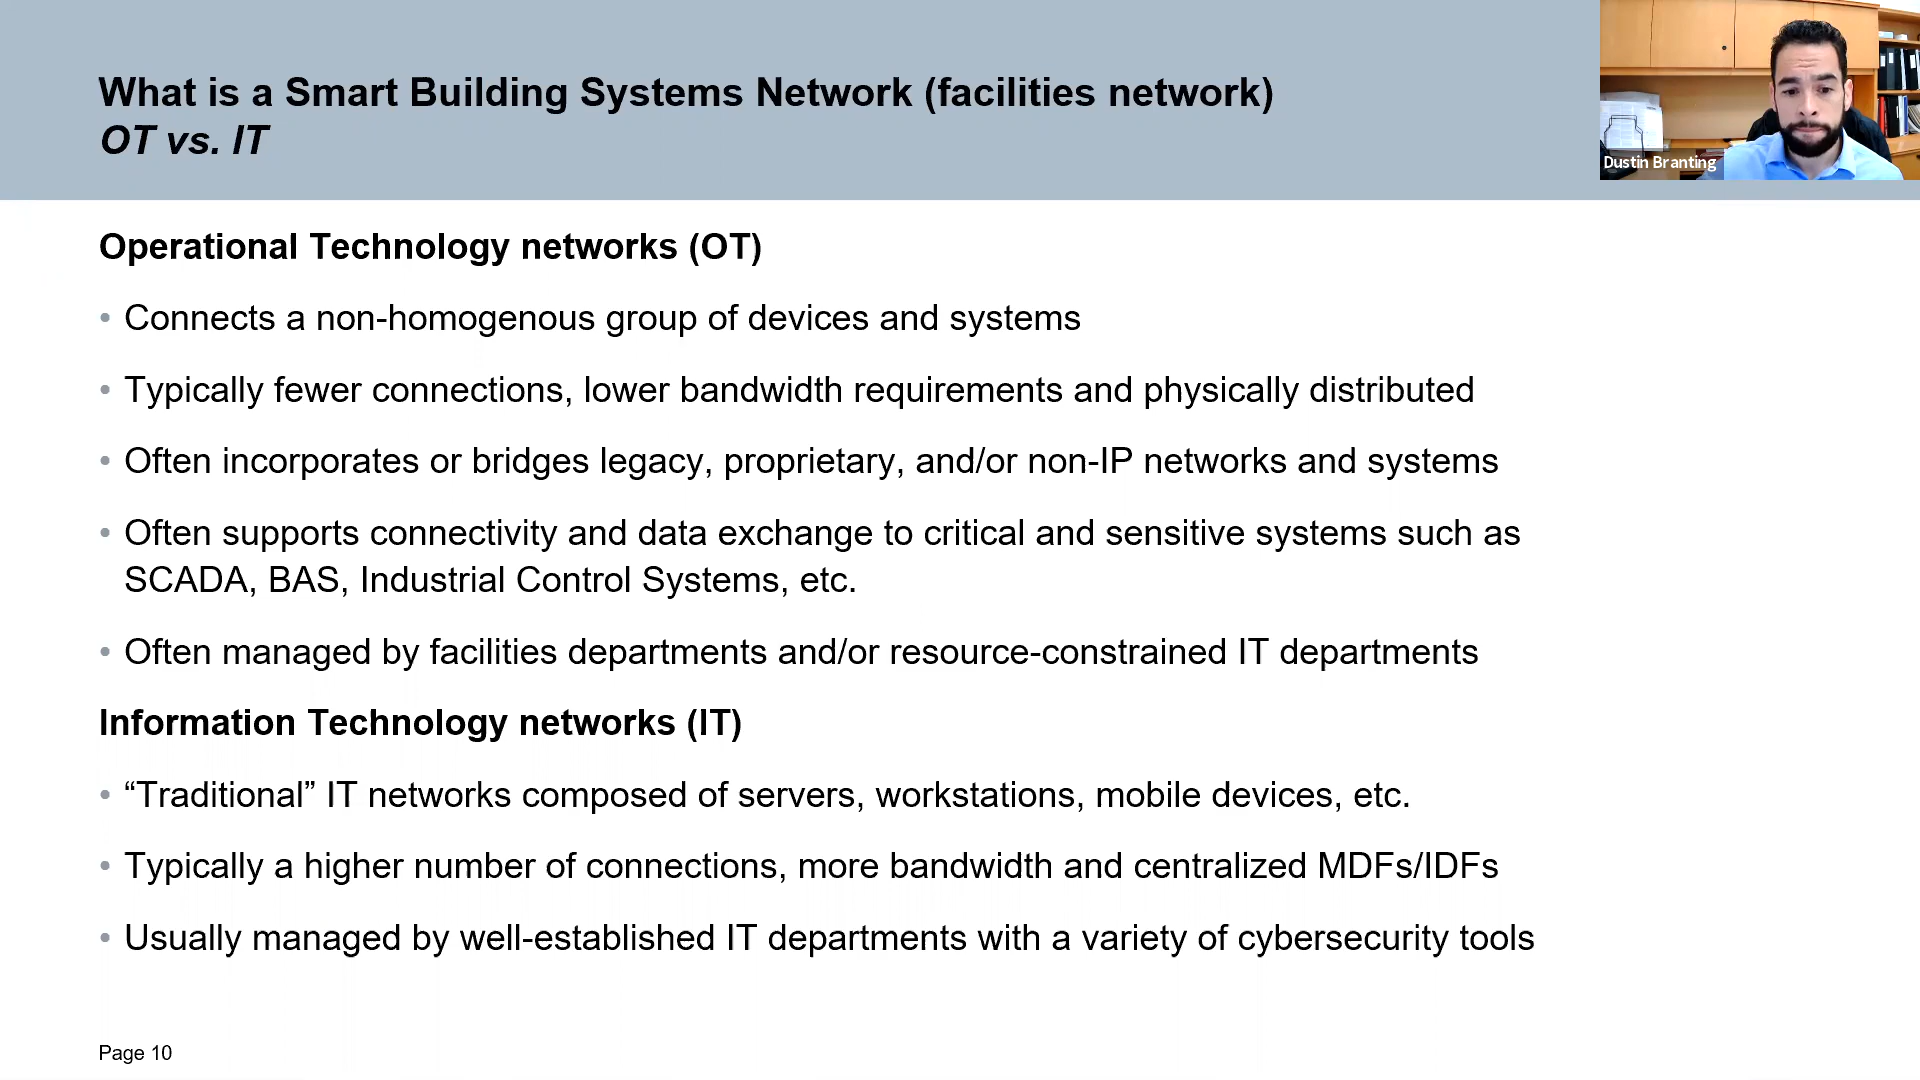 What is a Smart Building Systems Network (facilities network)
OT vs. IT
Dustin Branting
Operational Technology networks (OT)
• Connects a non-homogenous group of devices and systems
• Typically fewer connections, lower bandwidth requirements and physically distributed
• Often incorporates or bridges legacy, proprietary, and/or non-IP networks and systems
• Often supports connectivity and data exchange to critical and sensitive systems such as
SCADA, BAS, Industrial Control Systems, etc.
• Often managed by facilities departments and/or resource-constrained IT departments
Information Technology networks (IT)
• “Traditional” IT networks composed of servers, workstations, mobile devices, etc.
• Typically a higher number of connections, more bandwidth and centralized MDFs/IDFs
• Usually managed by well-established IT departments with a variety of cybersecurity tools
Page 10